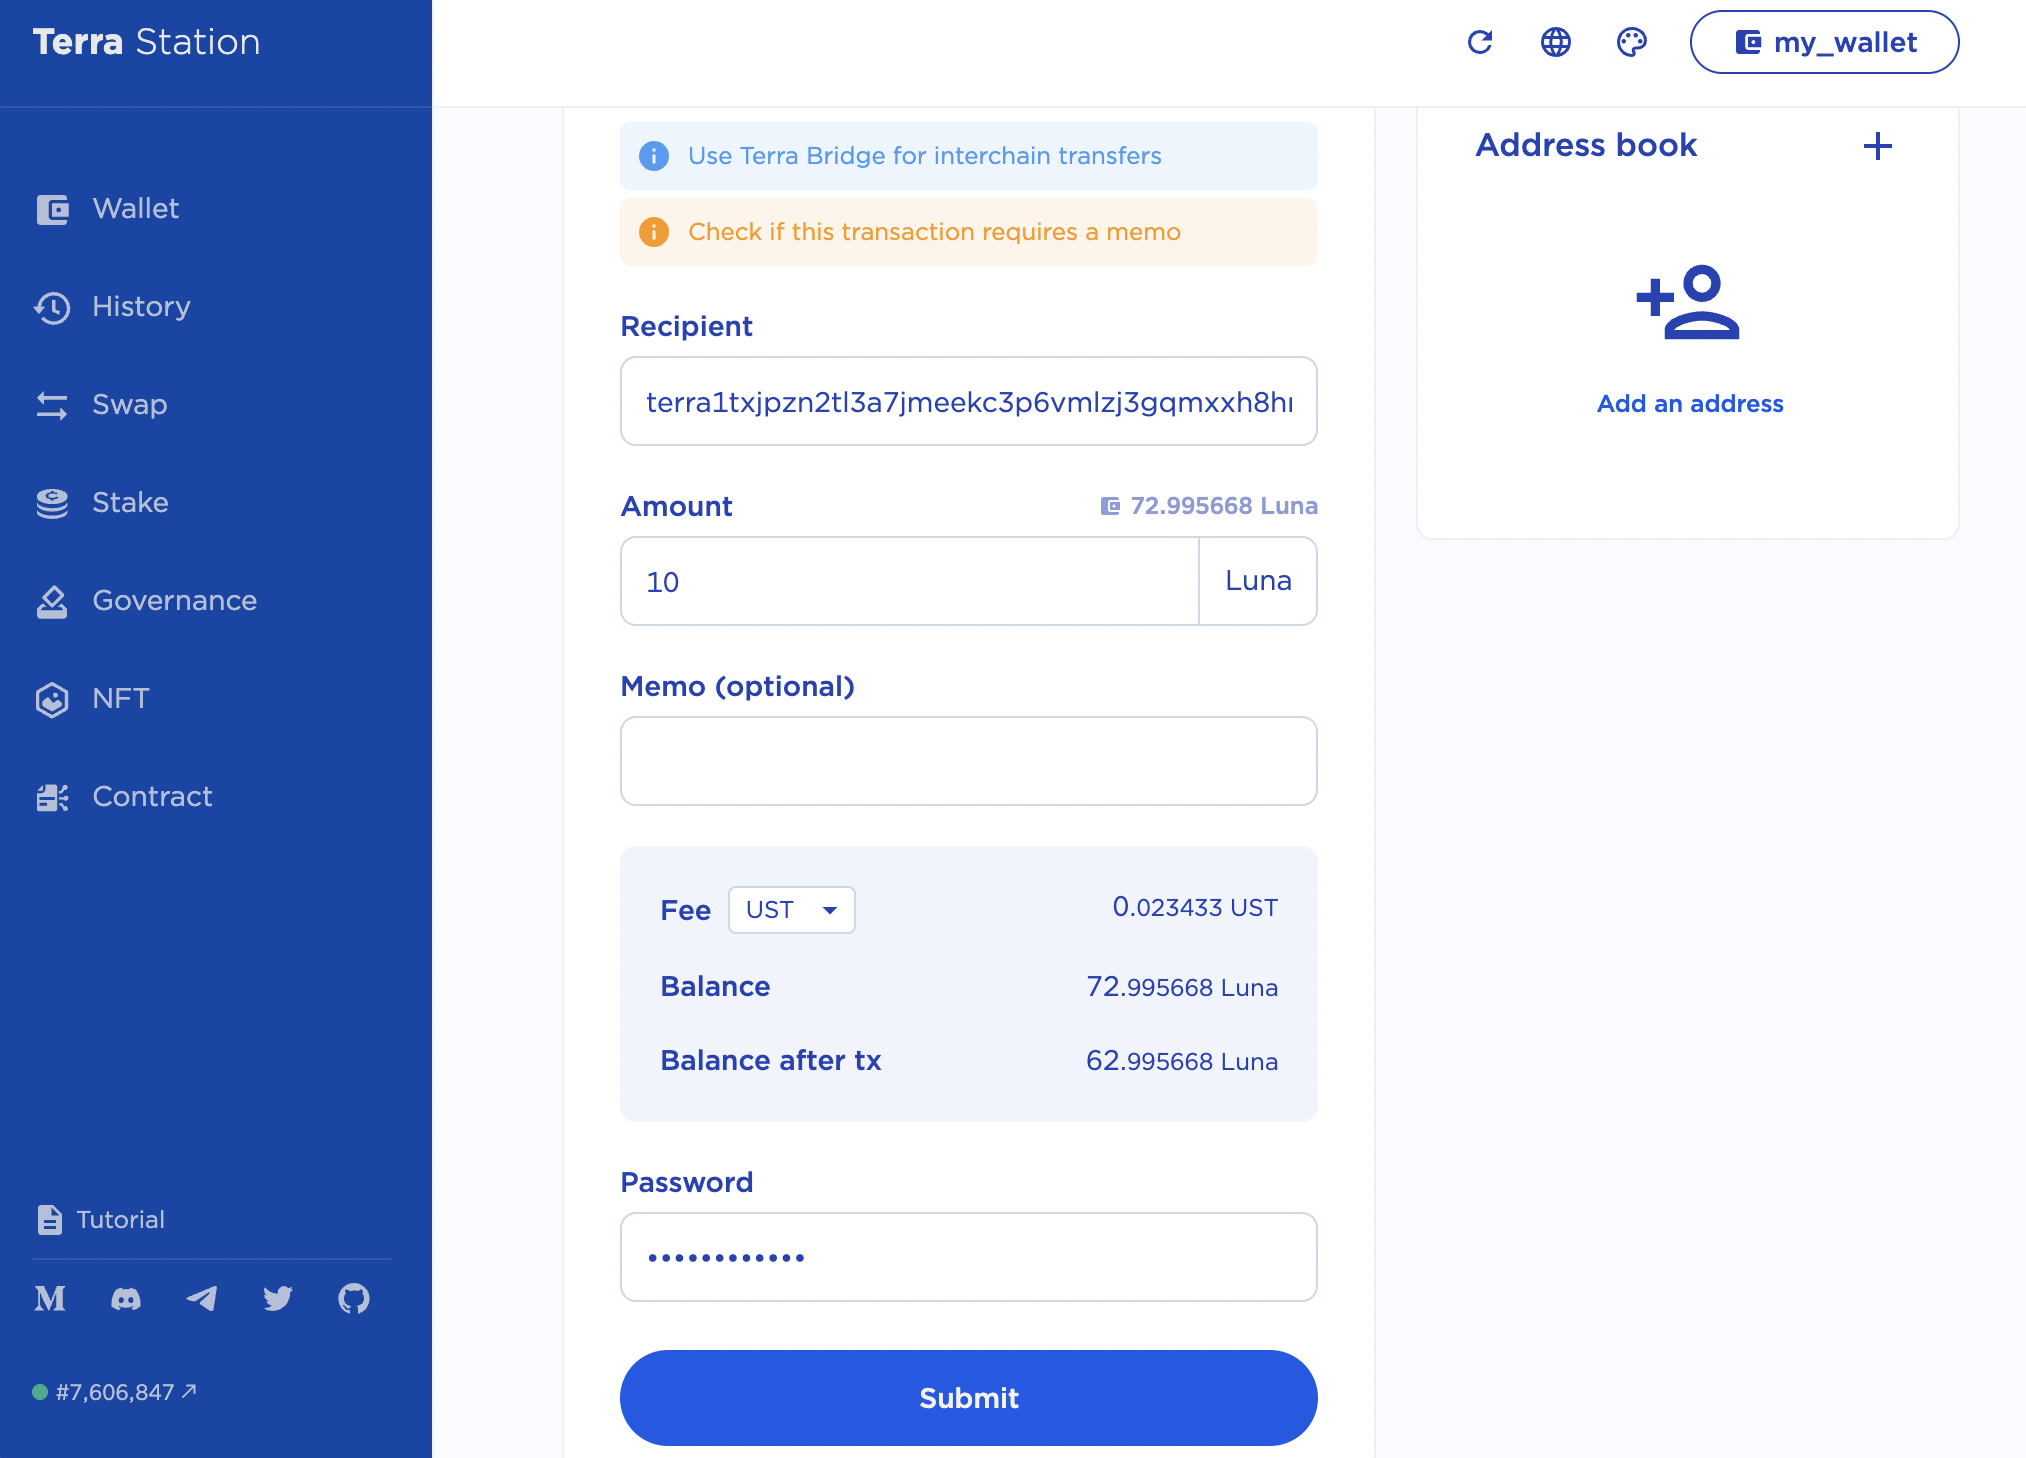 Terra Station
my_wallet
Wallet
History
Swap
Stake
Governance
NFT
Contract
Tutorial
#7,606,847
Use Terra Bridge for interchain transfers
Check if this transaction requires a memo
Recipient
terra1txjpzn2tl3a7jmeekc3p6vmlzj3gqmxxh8h
Amount
72.995668 Luna
10
Luna
Memo (optional)
Fee
UST
0.023433 UST
Balance
72.995668 Luna
Balance after tx
62.995668 Luna
Password
••••••••••••
Submit
Address book
Add an address